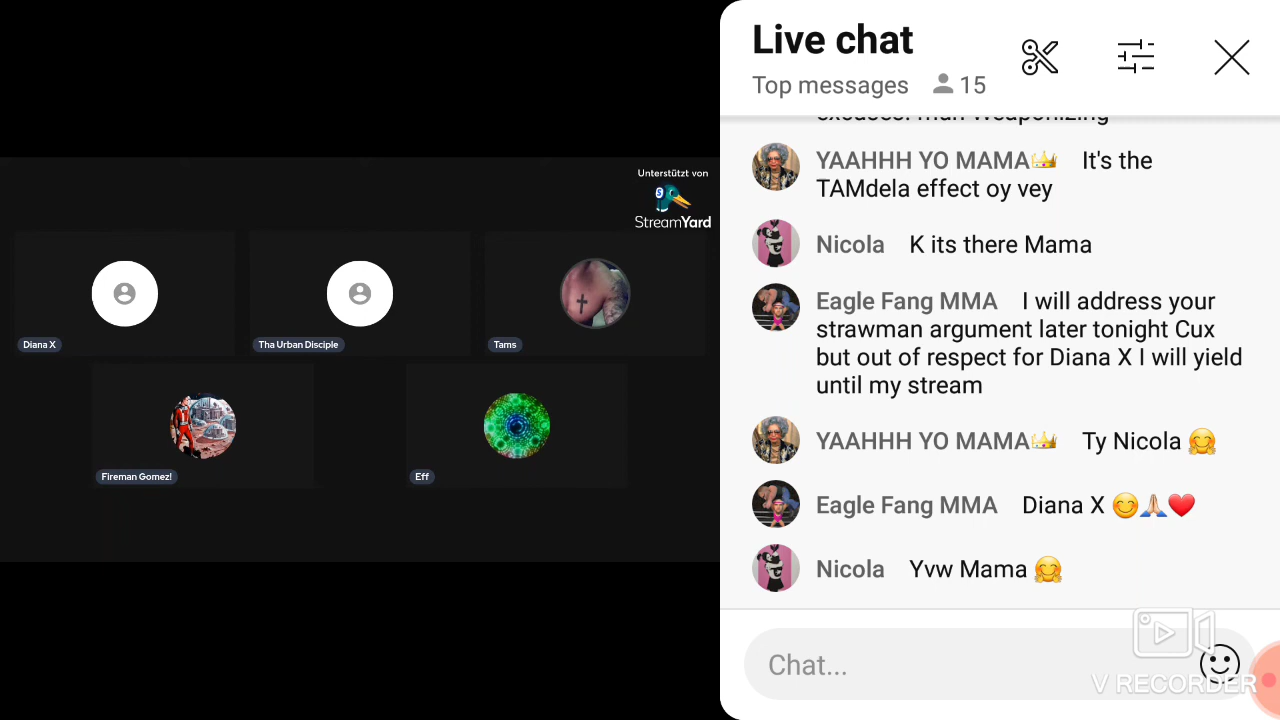 Unterstützt von
StreamYard
Diana X
Tha Urban Disciple
Tams
Fireman Gomez!
Eff
Live chat
Top messages 15
YAAHHH YO MAMA👑 It's the
TAMdela effect oy vey
Nicola K its there Mama
Eagle Fang MMA I will address your
strawman argument later tonight Cux
but out of respect for Diana X I will yield
until my stream
YAAHHH YO MAMA👑 Ty Nicola 🤗
Eagle Fang MMA Diana X 😊🙏🏻❤️
Nicola Yvw Mama 🤗
Chat...
V RECORDER